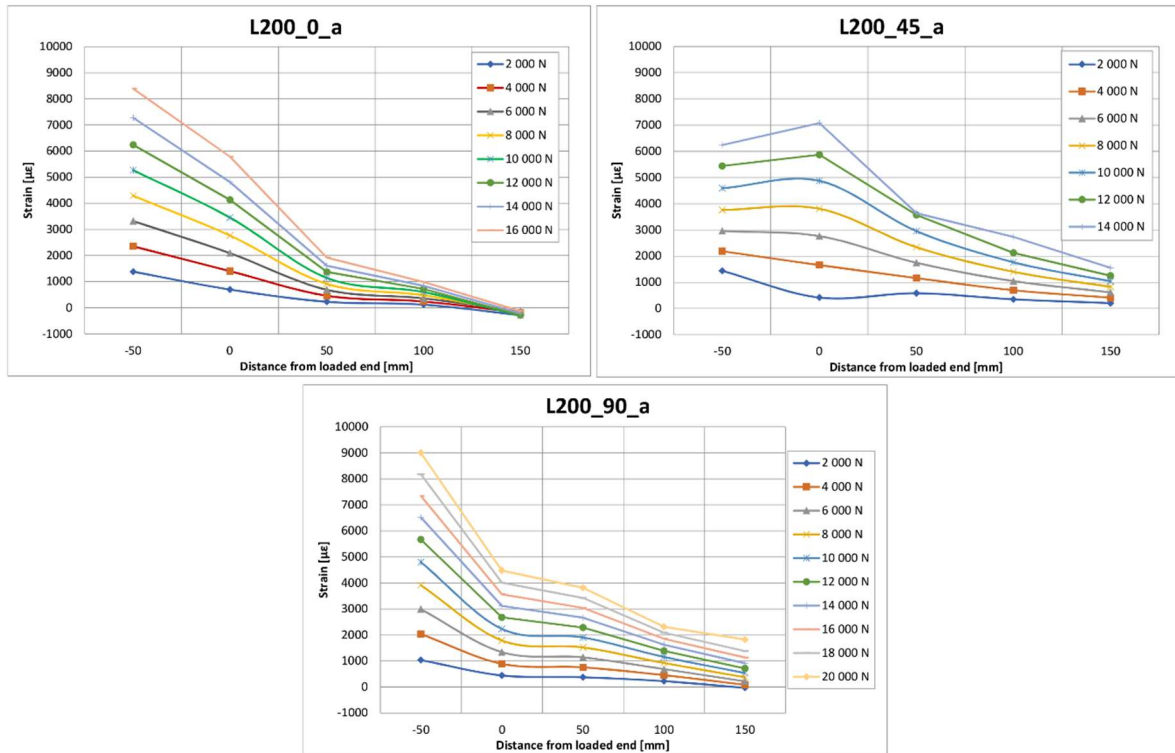 L200_0_a
10000
9000
8000
7000
6000
5000
4000
3000
2000
1000
0
-1000
Strain [µε]
-50 0 50 100 150
Distance from loaded end [mm]
2 000 N
4 000 N
6 000 N
8 000 N
10 000 N
12 000 N
14 000 N
16 000 N
L200_45_a
10000
9000
8000
7000
6000
5000
4000
3000
2000
1000
0
-1000
Strain [µε]
-50 0 50 100 150
Distance from loaded end [mm]
2 000 N
4 000 N
6 000 N
8 000 N
10 000 N
12 000 N
14 000 N
L200_90_a
10000
9000
8000
7000
6000
5000
4000
3000
2000
1000
0
-1000
Strain [µε]
-50 0 50 100 150
Distance from loaded end [mm]
2 000 N
4 000 N
6 000 N
8 000 N
10 000 N
12 000 N
14 000 N
16 000 N
18 000 N
20 000 N